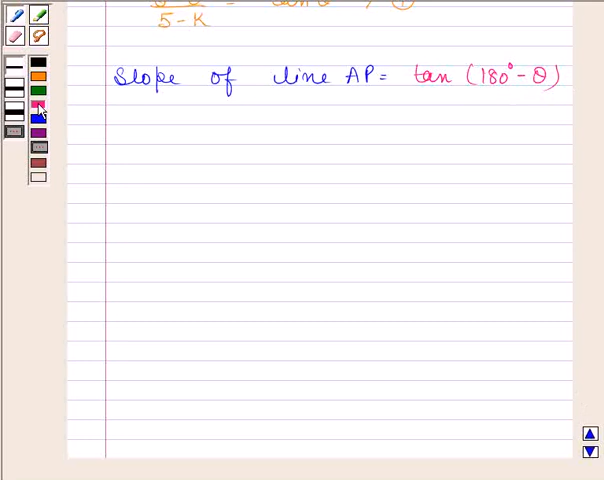 5-K
Slope of line AP = tan (180° - θ)